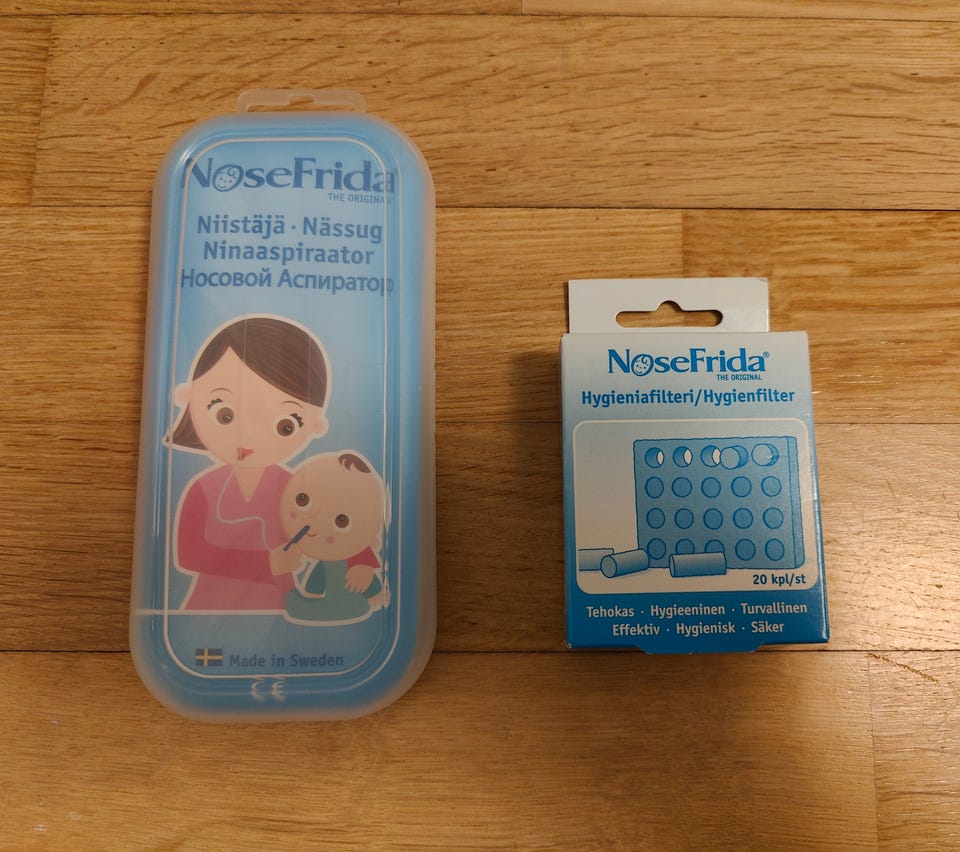 NoseFrida
THE ORIGINAL
Niistäjä · Nässug
Ninaaspiraator
Носовой Аспиратор
Made in Sweden
CE
NoseFrida®
THE ORIGINAL
Hygieniafilteri/Hygienfilter
20 kpl/st
Tehokas · Hygieeninen · Turvallinen
Effektiv · Hygienisk · Säker